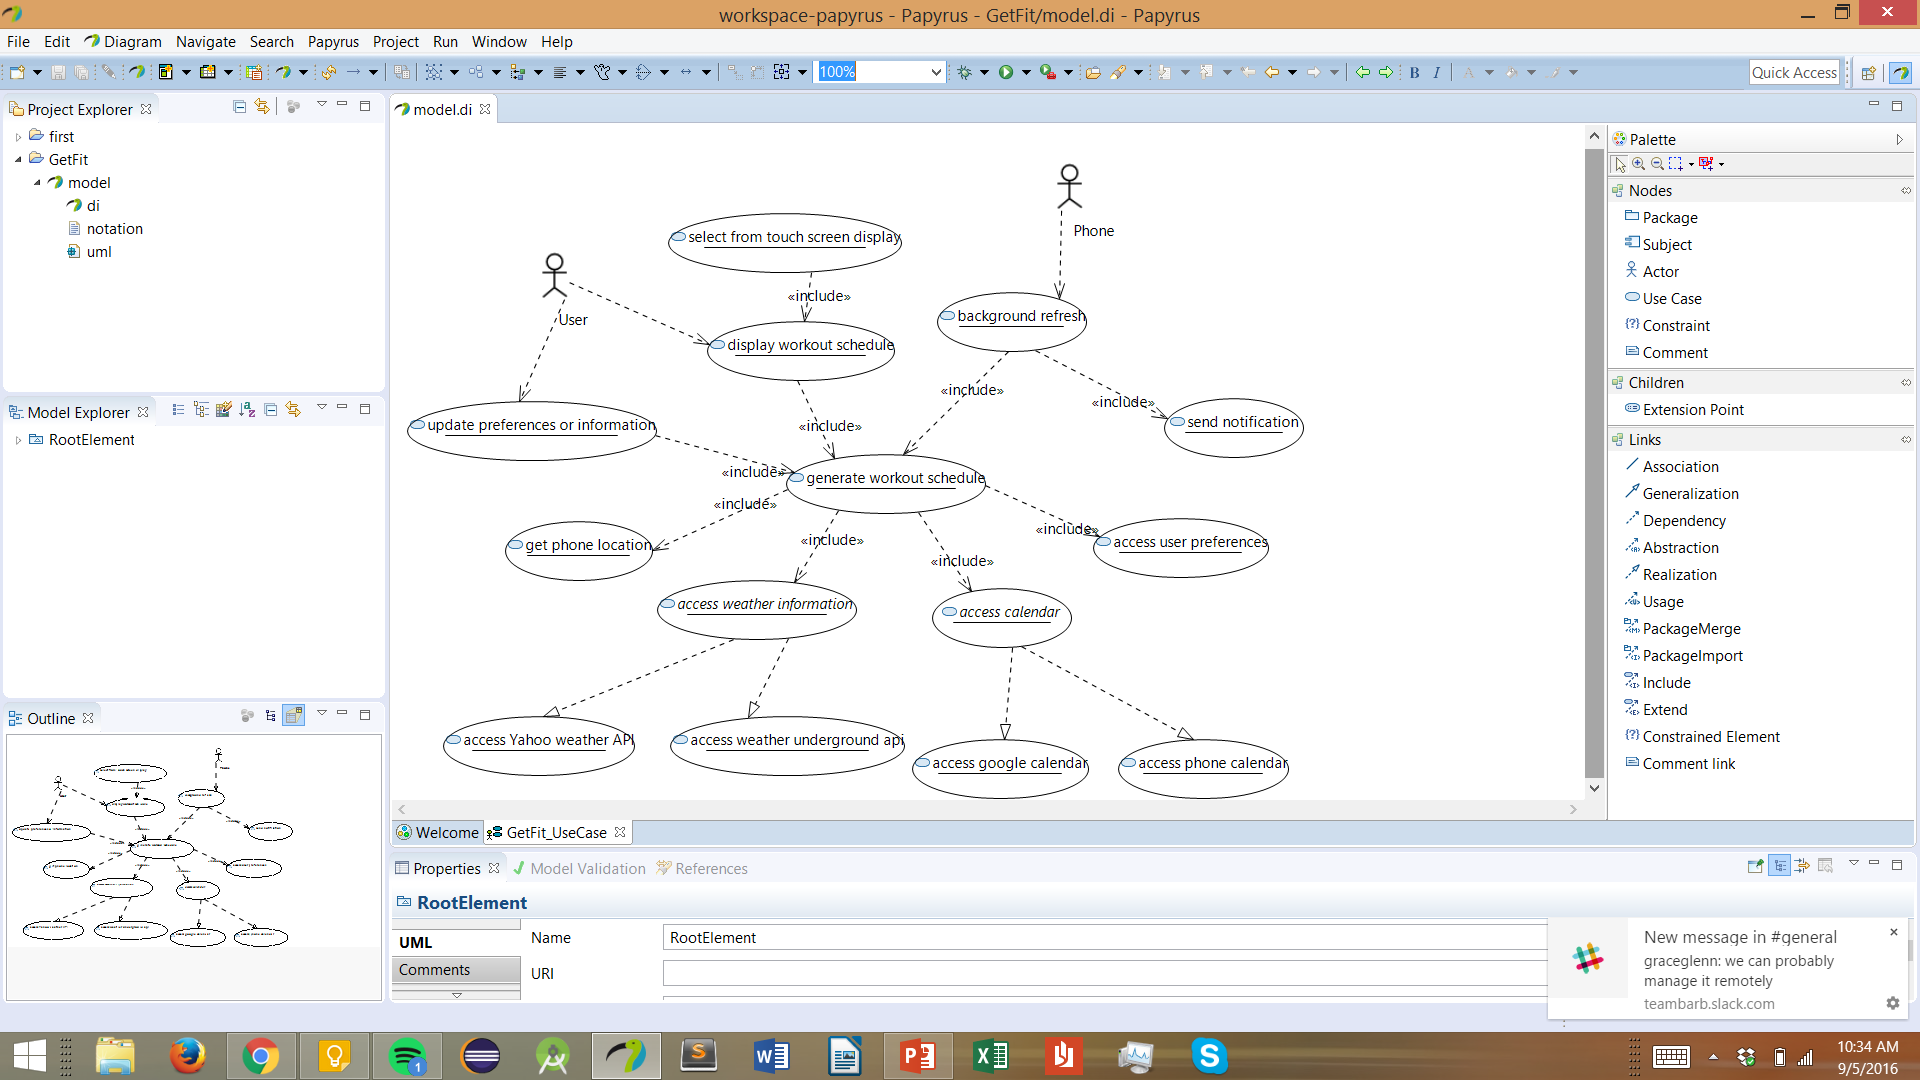 workspace-papyrus - Papyrus - GetFit/model.di - Papyrus
File Edit Diagram Navigate Search Papyrus Project Run Window Help
100%
Quick Access
B I A
Project Explorer
first
GetFit
model
di
notation
uml
Model Explorer
RootElement
Outline
model.di
Phone
select from touch screen display
User
«include»
background refresh
display workout schedule
«include»
«include»
update preferences or information
send notification
«include»
«include»
generate workout schedule
«include»
«include»
«include»
get phone location
access user preferences
«include»
access weather information
access calendar
access Yahoo weather API
access weather underground api
access google calendar
access phone calendar
Welcome GetFit_UseCase
Palette
Nodes
Package
Subject
Actor
Use Case
Constraint
Comment
Children
Extension Point
Links
Association
Generalization
Dependency
Abstraction
Realization
Usage
PackageMerge
PackageImport
Include
Extend
Constrained Element
Comment link
Properties Model Validation References
RootElement
UML
Comments
Name RootElement
URI
New message in #general
graceglenn: we can probably
manage it remotely
teambarb.slack.com
10:34 AM
9/5/2016